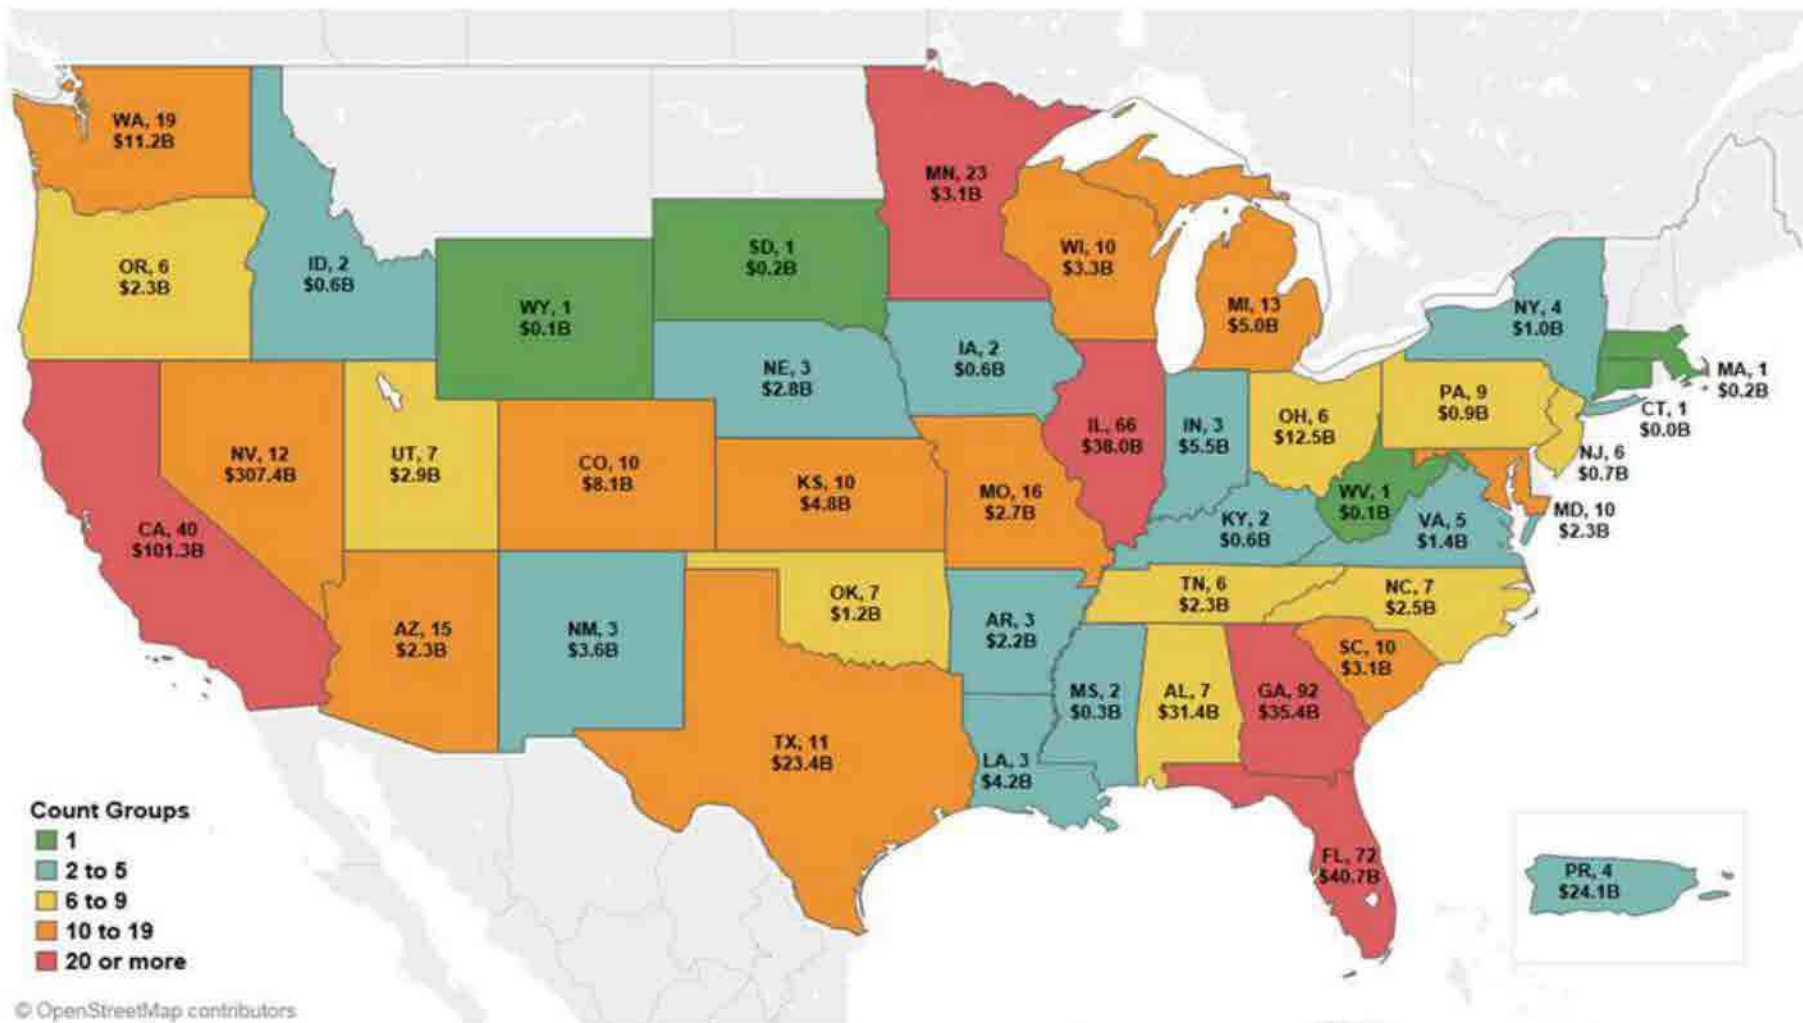 WA, 19
$11.2B
OR, 6
$2.3B
ID, 2
$0.6B
WY, 1
$0.1B
SD, 1
$0.2B
MN, 23
$3.1B
WI, 10
$3.3B
MI, 13
$5.0B
NY, 4
$1.0B
MA, 1
$0.2B
CT, 1
$0.0B
NE, 3
$2.8B
IA, 2
$0.6B
IL, 66
$38.0B
IN, 3
$5.5B
OH, 6
$12.5B
PA, 9
$0.9B
NJ, 6
$0.7B
NV, 12
$307.4B
UT, 7
$2.9B
CO, 10
$8.1B
KS, 10
$4.8B
MO, 16
$2.7B
KY, 2
$0.6B
WV, 1
$0.1B
VA, 5
$1.4B
MD, 10
$2.3B
CA, 40
$101.3B
AZ, 15
$2.3B
NM, 3
$3.6B
OK, 7
$1.2B
AR, 3
$2.2B
TN, 6
$2.3B
NC, 7
$2.5B
SC, 10
$3.1B
MS, 2
$0.3B
AL, 7
$31.4B
GA, 92
$35.4B
TX, 11
$23.4B
LA, 3
$4.2B
FL, 72
$40.7B
PR, 4
$24.1B
Count Groups
1
2 to 5
6 to 9
10 to 19
20 or more
© OpenStreetMap contributors